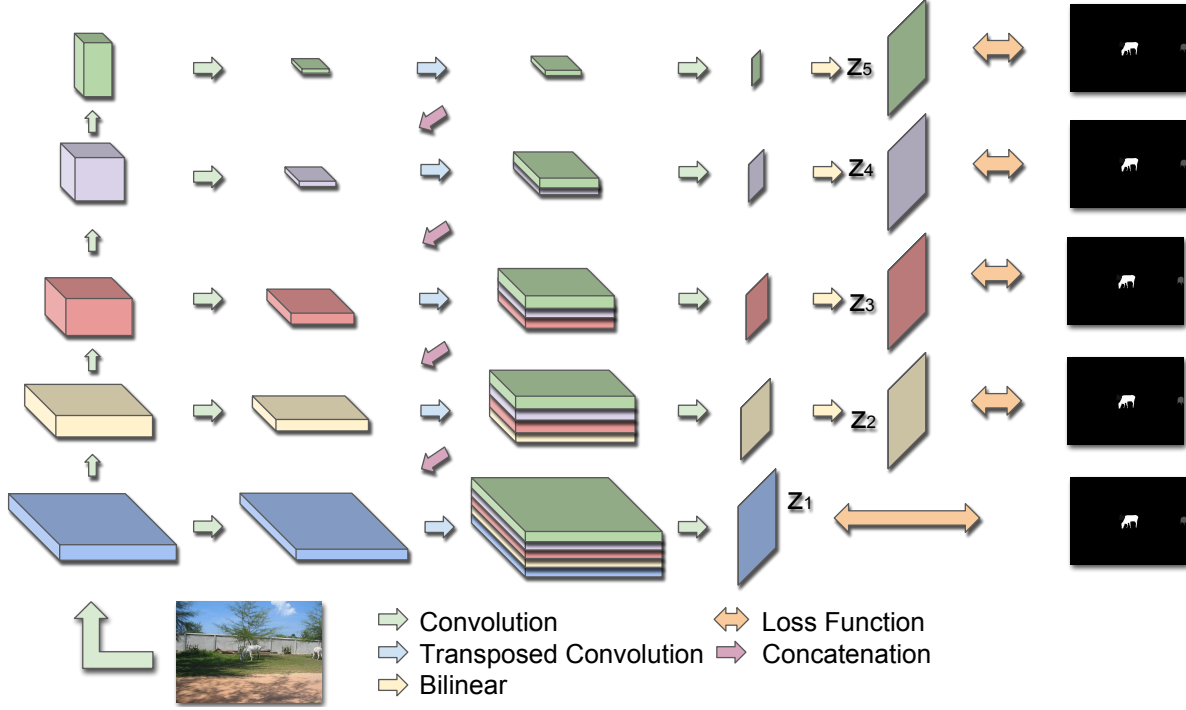 z5
z4
z3
z2
z1
Convolution
Transposed Convolution
Bilinear
Loss Function
Concatenation